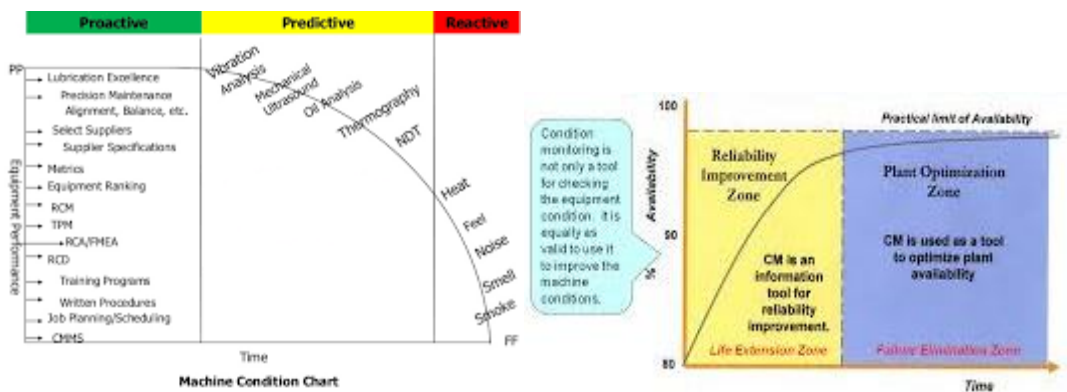 Proactive
Predictive
Reactive
PF
Lubrication Excellence
Precision Maintenance
Alignment, Balance, etc.
Select Suppliers
Supplier Specifications
Metrics
Equipment Ranking
RCM
TPM
RCA/FMEA
RCD
Training Programs
Written Procedures
Job Planning/Scheduling
CMMS
Equipment Performance
Vibration
Analysis
Mechanical
Ultrasound
Oil Analysis
Thermography
NDT
Heat
Feel
Noise
Smell
Smoke
FF
Time
Machine Condition Chart
Condition
monitoring is
not only a tool
for checking
the equipment
condition. it is
equally as
valid to use it
to improve the
machine
conditions.
100
90
80
% Availability
Practical limit of Availability
Reliability
Improvement
Zone
CM is an
information
tool for
reliability
improvement.
Life Extension Zone
Plant Optimization
Zone
CM is used as a tool
to optimize plant
availability
Failure Elimination Zone
Time